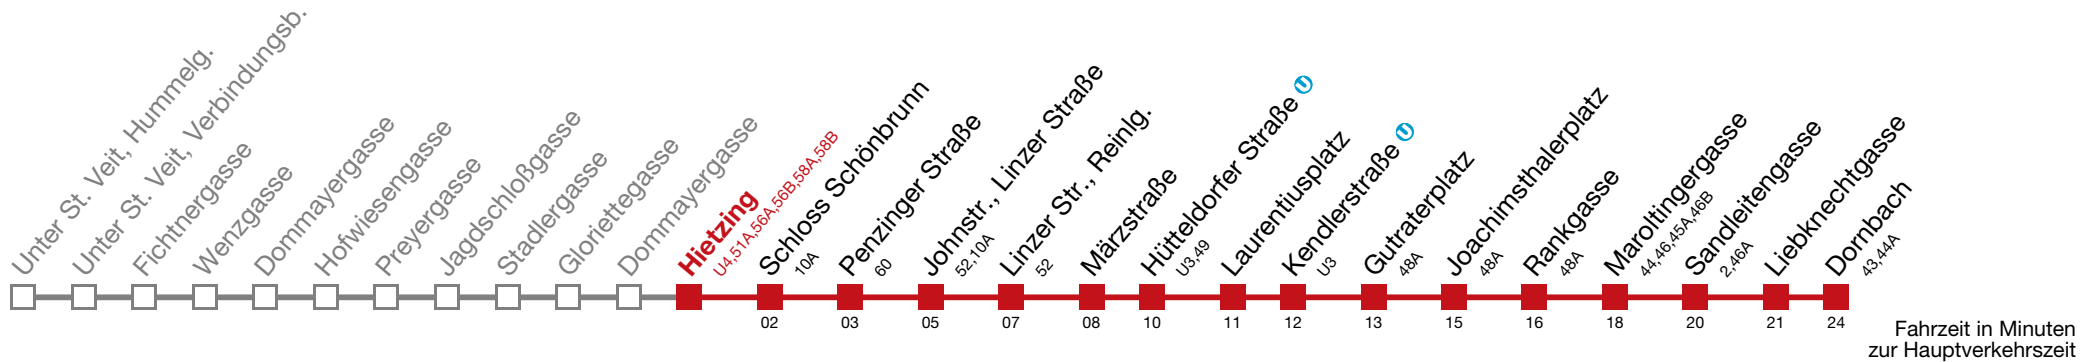 Unter St. Veit, Hummelg.
Unter St. Veit, Verbindungsb.
Fichtnergasse
Wenzgasse
Dommayergasse
Hofwiesengasse
Preyergasse
Jagdschloßgasse
Stadlergasse
Gloriettegasse
Dommayergasse
Hietzing
U4,51A,56A,56B,58A,58B
Schloss Schönbrunn
10A
Penzinger Straße
60
Johnstr., Linzer Straße
52,10A
Linzer Str., Reinlg.
52
Märzstraße
Hütteldorfer Straße
U3,49
Laurentiusplatz
Kendlerstraße
U3
Gutraterplatz
48A
Joachimsthalerplatz
48A
Rankgasse
48A
Maroltingergasse
44,46,45A,46B
Sandleitengasse
2,46A
Liebknechtgasse
Dornbach
43,44A
02 03 05 07 08 10 11 12 13 15 16 18 20 21 24
Fahrzeit in Minuten
zur Hauptverkehrszeit